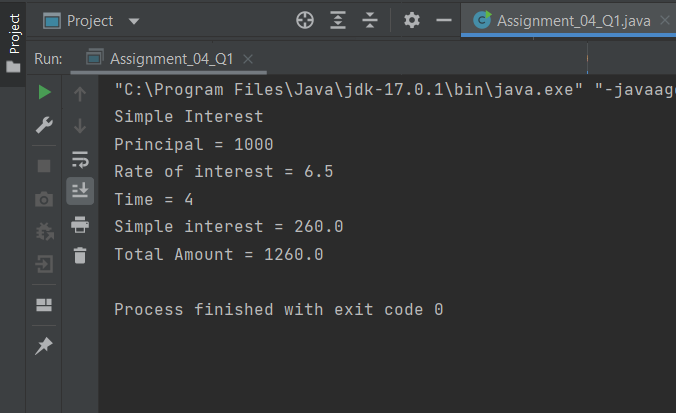 Project
Project
Assignment_04_Q1.java
Run:
Assignment_04_Q1
"C:\Program Files\Java\jdk-17.0.1\bin\java.exe" "-javaag
Simple Interest
Principal = 1000
Rate of interest = 6.5
Time = 4
Simple interest = 260.0
Total Amount = 1260.0
Process finished with exit code 0